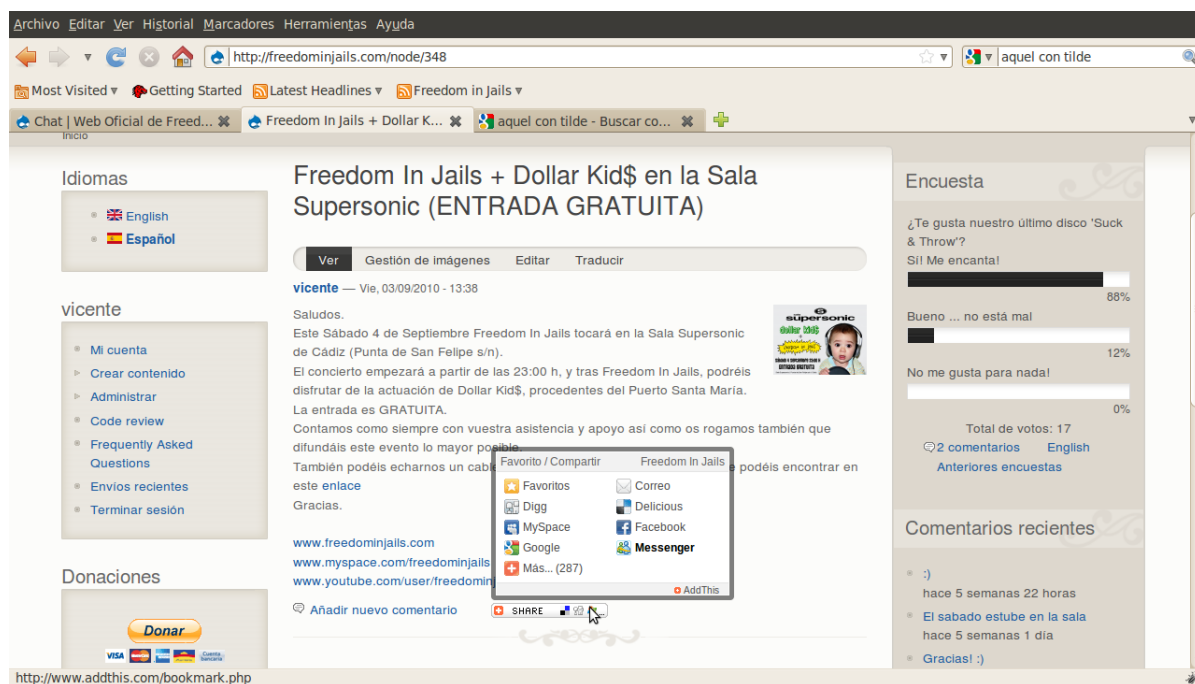 Archivo Editar Ver Historial Marcadores Herramientas Ayuda
http://freedominjails.com/node/348
aquel con tilde
Most Visited
Getting Started
Latest Headlines
Freedom in Jails
Chat | Web Oficial de Freed...
Freedom In Jails + Dollar K...
aquel con tilde - Buscar co...
Inicio
Idiomas
English
Español
vicente
Mi cuenta
Crear contenido
Administrar
Code review
Frequently Asked
Questions
Envíos recientes
Terminar sesión
Donaciones
Donar
VISA
Cuenta
bancaria
Freedom In Jails + Dollar Kid$ en la Sala
Supersonic (ENTRADA GRATUITA)
Ver Gestión de imágenes Editar Traducir
vicente — Vie, 03/09/2010 - 13:38
Saludos.
Este Sábado 4 de Septiembre Freedom In Jails tocará en la Sala Supersonic
de Cádiz (Punta de San Felipe s/n).
El concierto empezará a partir de las 23:00 h, y tras Freedom In Jails, podréis
disfrutar de la actuación de Dollar Kid$, procedentes del Puerto Santa María.
La entrada es GRATUITA.
Contamos como siempre con vuestra asistencia y apoyo así como os rogamos también que
difundáis este evento lo mayor posible.
También podéis echarnos un cable
podéis encontrar en
este enlace
Gracias.
www.freedominjails.com
www.myspace.com/freedominjails
www.youtube.com/user/freedominj
Añadir nuevo comentario
SHARE
süpersonic
dollar kid$
Favorito / Compartir Freedom In Jails
Favoritos Correo
Digg Delicious
MySpace Facebook
Google Messenger
Más... (287)
AddThis
Encuesta
¿Te gusta nuestro último disco 'Suck
& Throw'?
Sí! Me encanta!
88%
Bueno ... no está mal
12%
No me gusta para nada!
0%
Total de votos: 17
2 comentarios English
Anteriores encuestas
Comentarios recientes
:)
hace 5 semanas 22 horas
El sabado estube en la sala
hace 5 semanas 1 día
Gracias! :)
http://www.addthis.com/bookmark.php